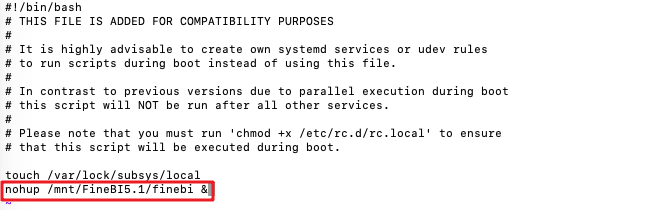 #!/bin/bash
# THIS FILE IS ADDED FOR COMPATIBILITY PURPOSES
#
# It is highly advisable to create own systemd services or udev rules
# to run scripts during boot instead of using this file.
#
# In contrast to previous versions due to parallel execution during boot
# this script will NOT be run after all other services.
#
# Please note that you must run 'chmod +x /etc/rc.d/rc.local' to ensure
# that this script will be executed during boot.

touch /var/lock/subsys/local
nohup /mnt/FineBI5.1/finebi &
~